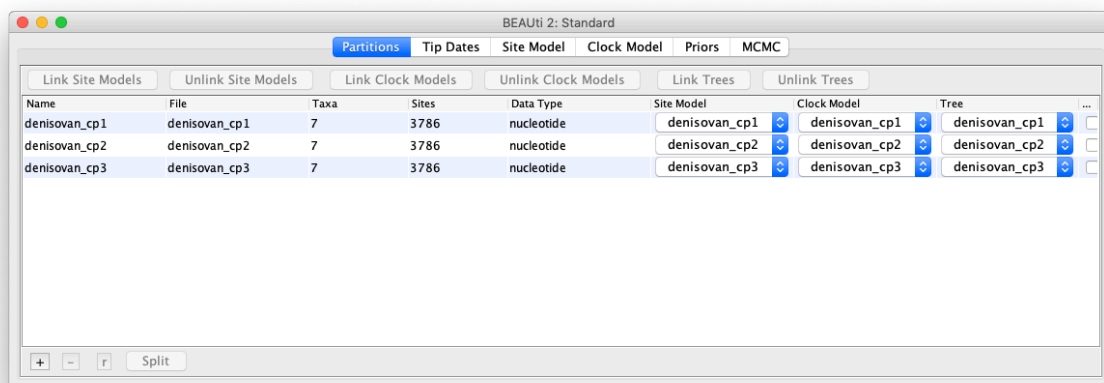 BEAUti 2: Standard
Partitions Tip Dates Site Model Clock Model Priors MCMC
Link Site Models Unlink Site Models Link Clock Models Unlink Clock Models Link Trees Unlink Trees
Name File Taxa Sites Data Type Site Model Clock Model Tree ...
denisovan_cp1 denisovan_cp1 7 3786 nucleotide denisovan_cp1 denisovan_cp1 denisovan_cp1
denisovan_cp2 denisovan_cp2 7 3786 nucleotide denisovan_cp2 denisovan_cp2 denisovan_cp2
denisovan_cp3 denisovan_cp3 7 3786 nucleotide denisovan_cp3 denisovan_cp3 denisovan_cp3
+ - r Split